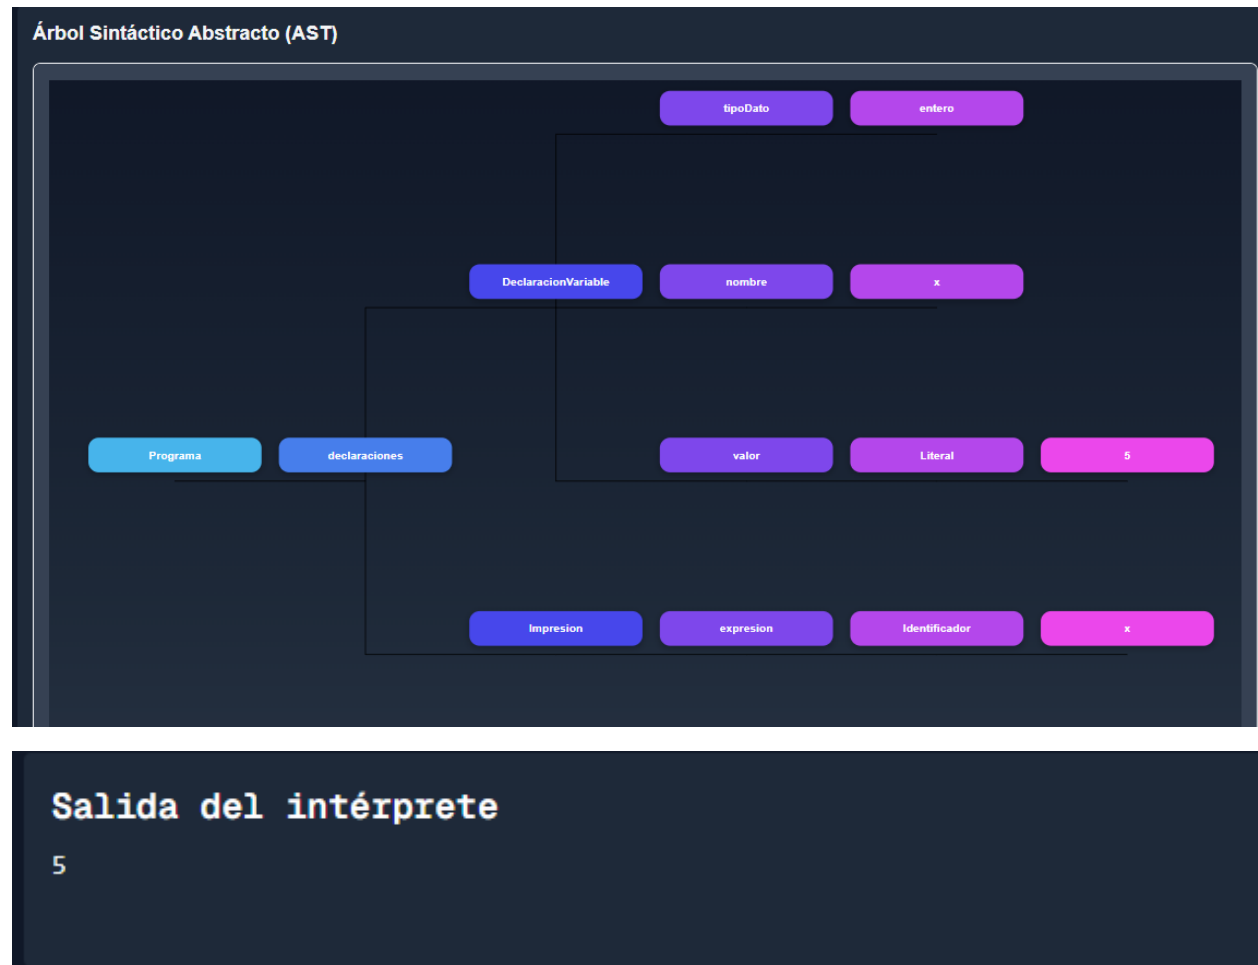 Árbol Sintáctico Abstracto (AST)
tipoDato entero
DeclaracionVariable nombre x
Programa declaraciones valor Literal 5
Impresion expresion Identificador x
Salida del intérprete
5